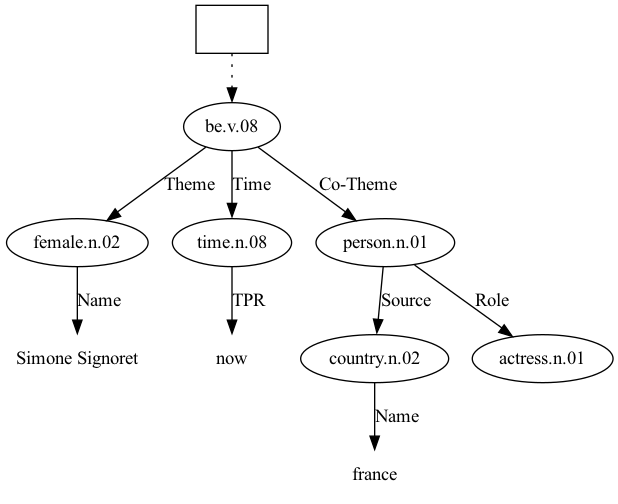 be.v.08
Theme
Time
Co-Theme
female.n.02
time.n.08
person.n.01
Name
TPR
Source
Role
Simone Signoret
now
country.n.02
actress.n.01
Name
france